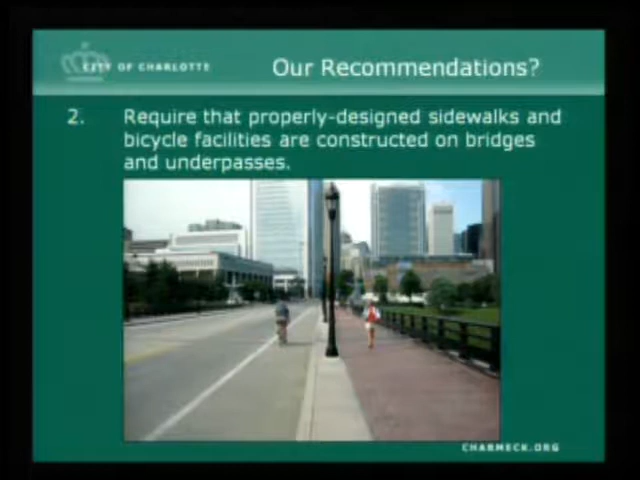 CITY OF CHARLOTTE
Our Recommendations?
2. Require that properly-designed sidewalks and
bicycle facilities are constructed on bridges
and underpasses.
CHARMECK.ORG